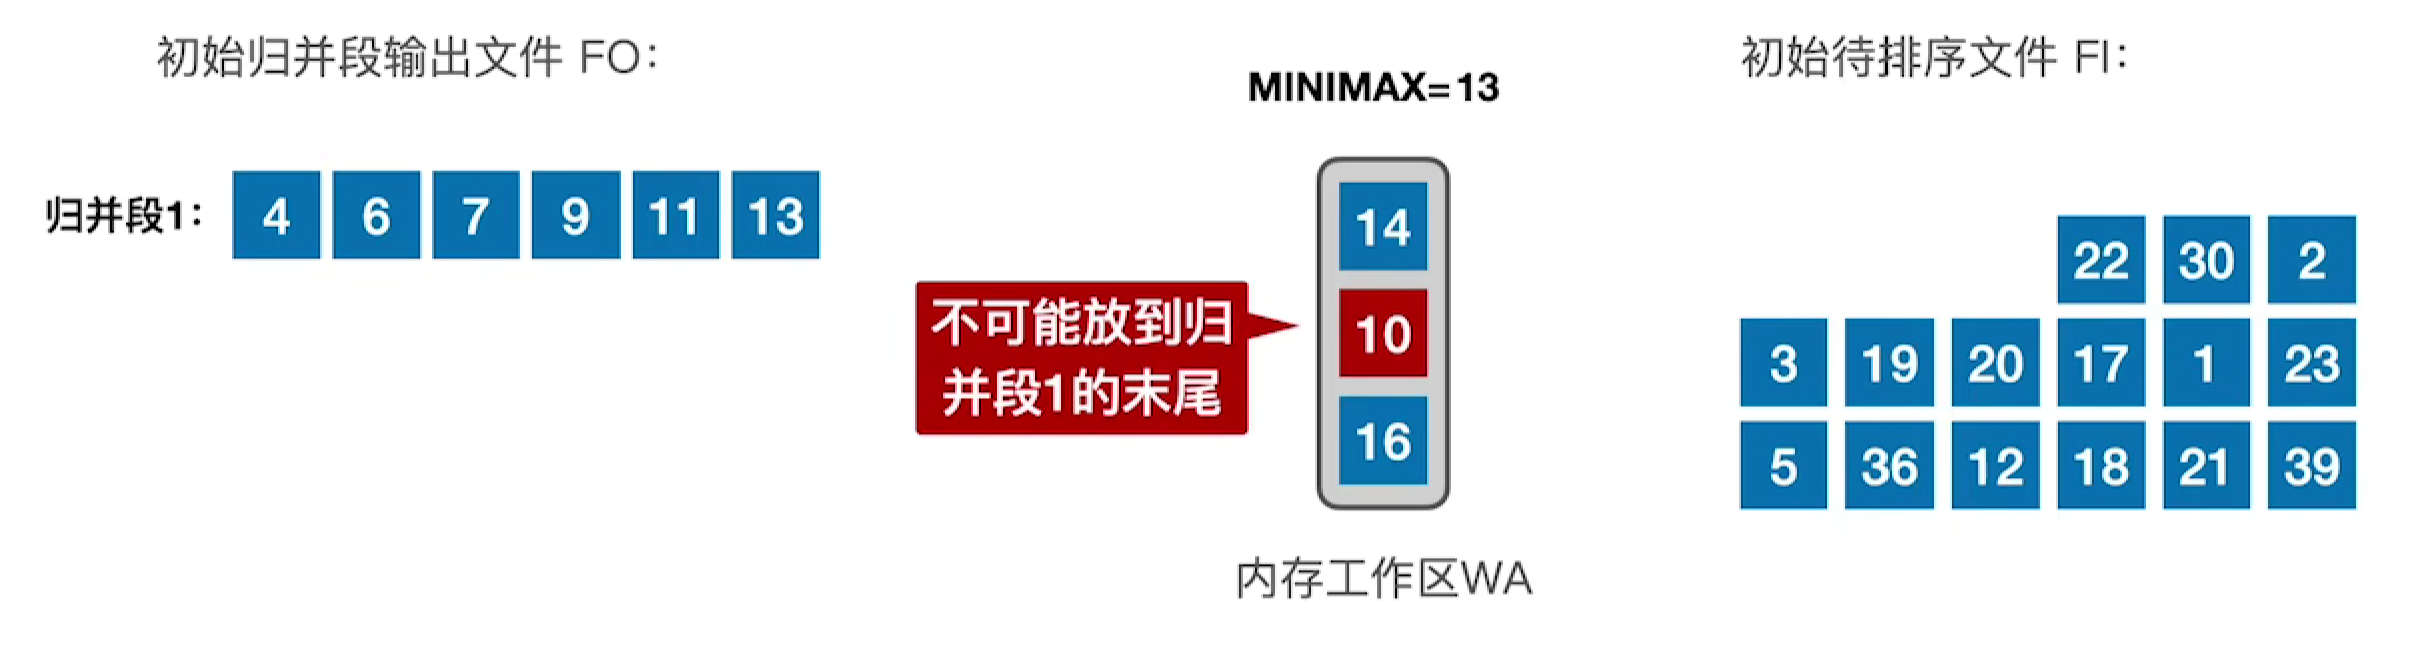 初始归并段输出文件 FO：
MINIMAX=13
初始待排序文件 FI：
归并段1： 4 6 7 9 11 13
14
不可能放到归
并段1的末尾
10
16
22 30 2
3 19 20 17 1 23
5 36 12 18 21 39
内存工作区WA